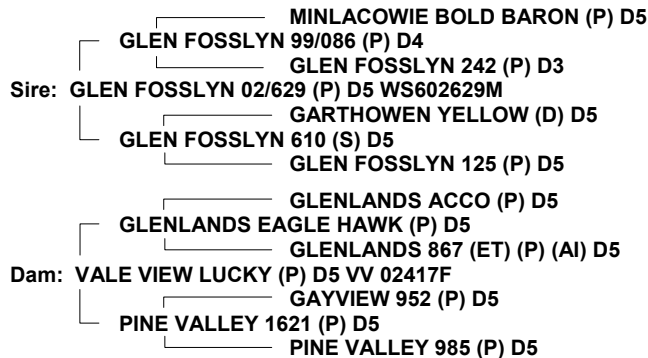 MINLACOWIE BOLD BARON (P) D5
GLEN FOSSLYN 99/086 (P) D4
GLEN FOSSLYN 242 (P) D3
Sire: GLEN FOSSLYN 02/629 (P) D5 WS602629M
GARTHOWEN YELLOW (D) D5
GLEN FOSSLYN 610 (S) D5
GLEN FOSSLYN 125 (P) D5
GLENLANDS ACCO (P) D5
GLENLANDS EAGLE HAWK (P) D5
GLENLANDS 867 (ET) (P) (AI) D5
Dam: VALE VIEW LUCKY (P) D5 VV 02417F
GAYVIEW 952 (P) D5
PINE VALLEY 1621 (P) D5
PINE VALLEY 985 (P) D5